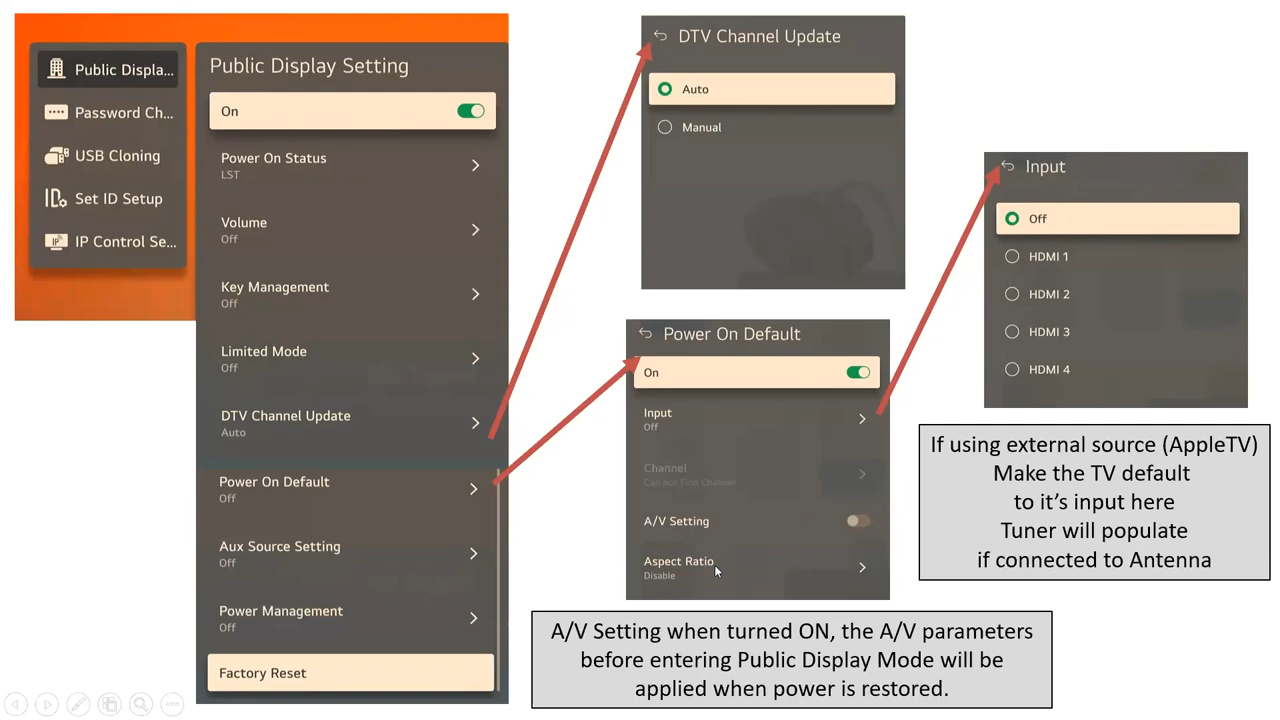 Public Displa...
Password Ch...
USB Cloning
Set ID Setup
IP Control Se...
Public Display Setting
On
Power On Status
LST
Volume
Off
Key Management
Off
Limited Mode
Off
DTV Channel Update
Auto
Power On Default
Off
Aux Source Setting
Off
Power Management
Off
Factory Reset
DTV Channel Update
Auto
Manual
Power On Default
On
Input
Off
Channel
Can not Find Channel
A/V Setting
Aspect Ratio
Disable
Input
Off
HDMI 1
HDMI 2
HDMI 3
HDMI 4
If using external source (AppleTV)
Make the TV default
to it's input here
Tuner will populate
if connected to Antenna
A/V Setting when turned ON, the A/V parameters
before entering Public Display Mode will be
applied when power is restored.